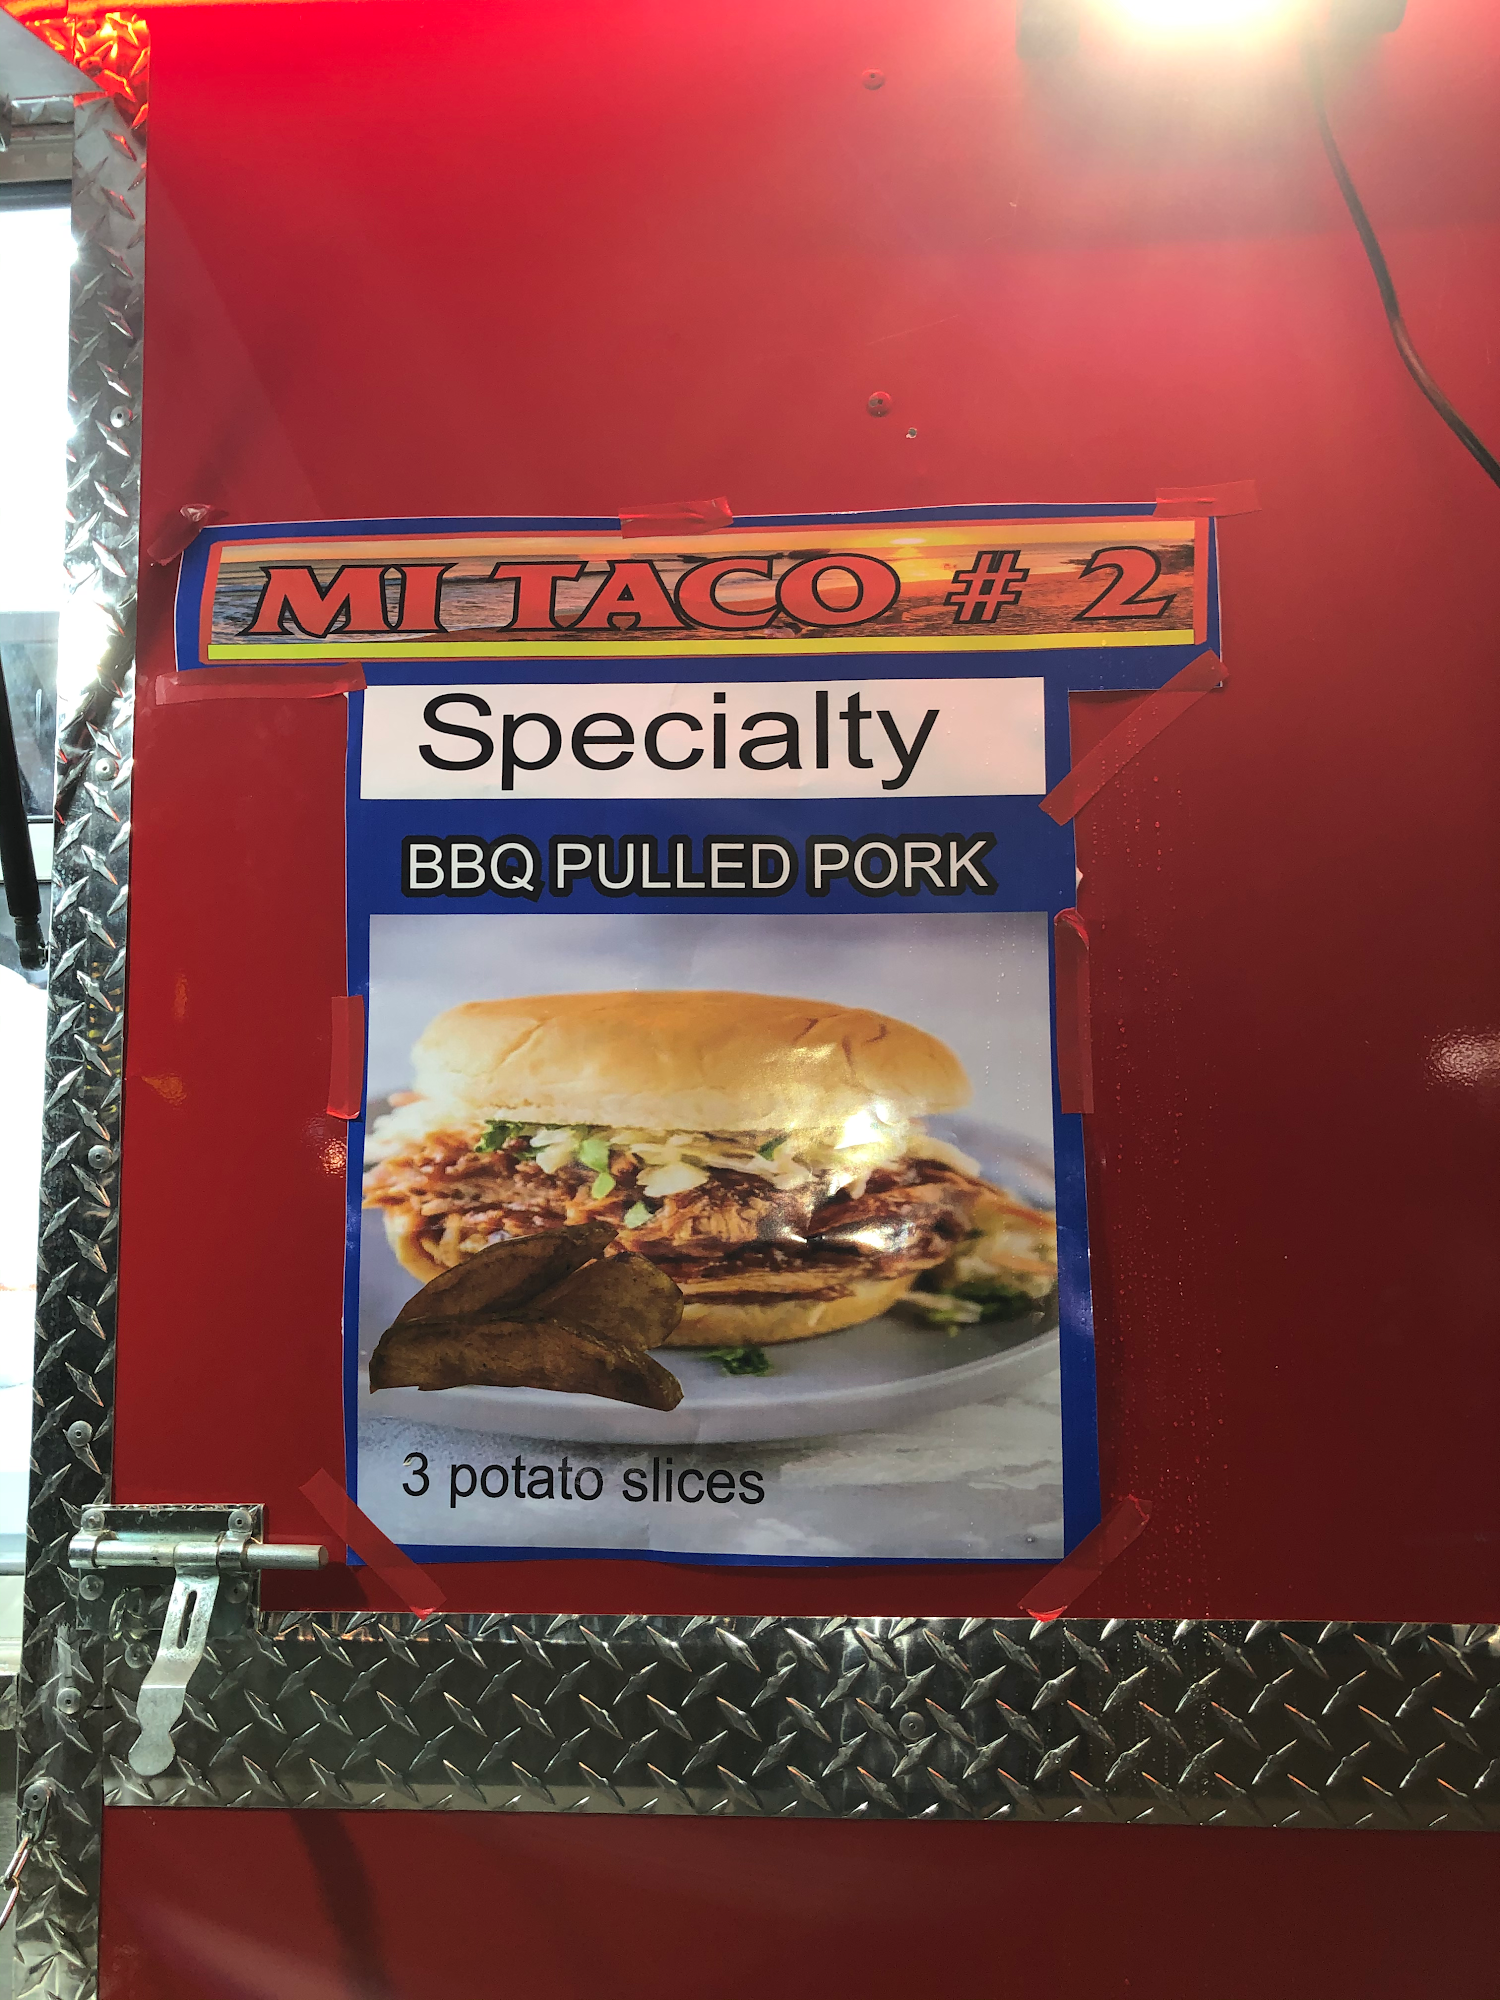 MI TACO # 2
Specialty
BBQ PULLED PORK
3 potato slices